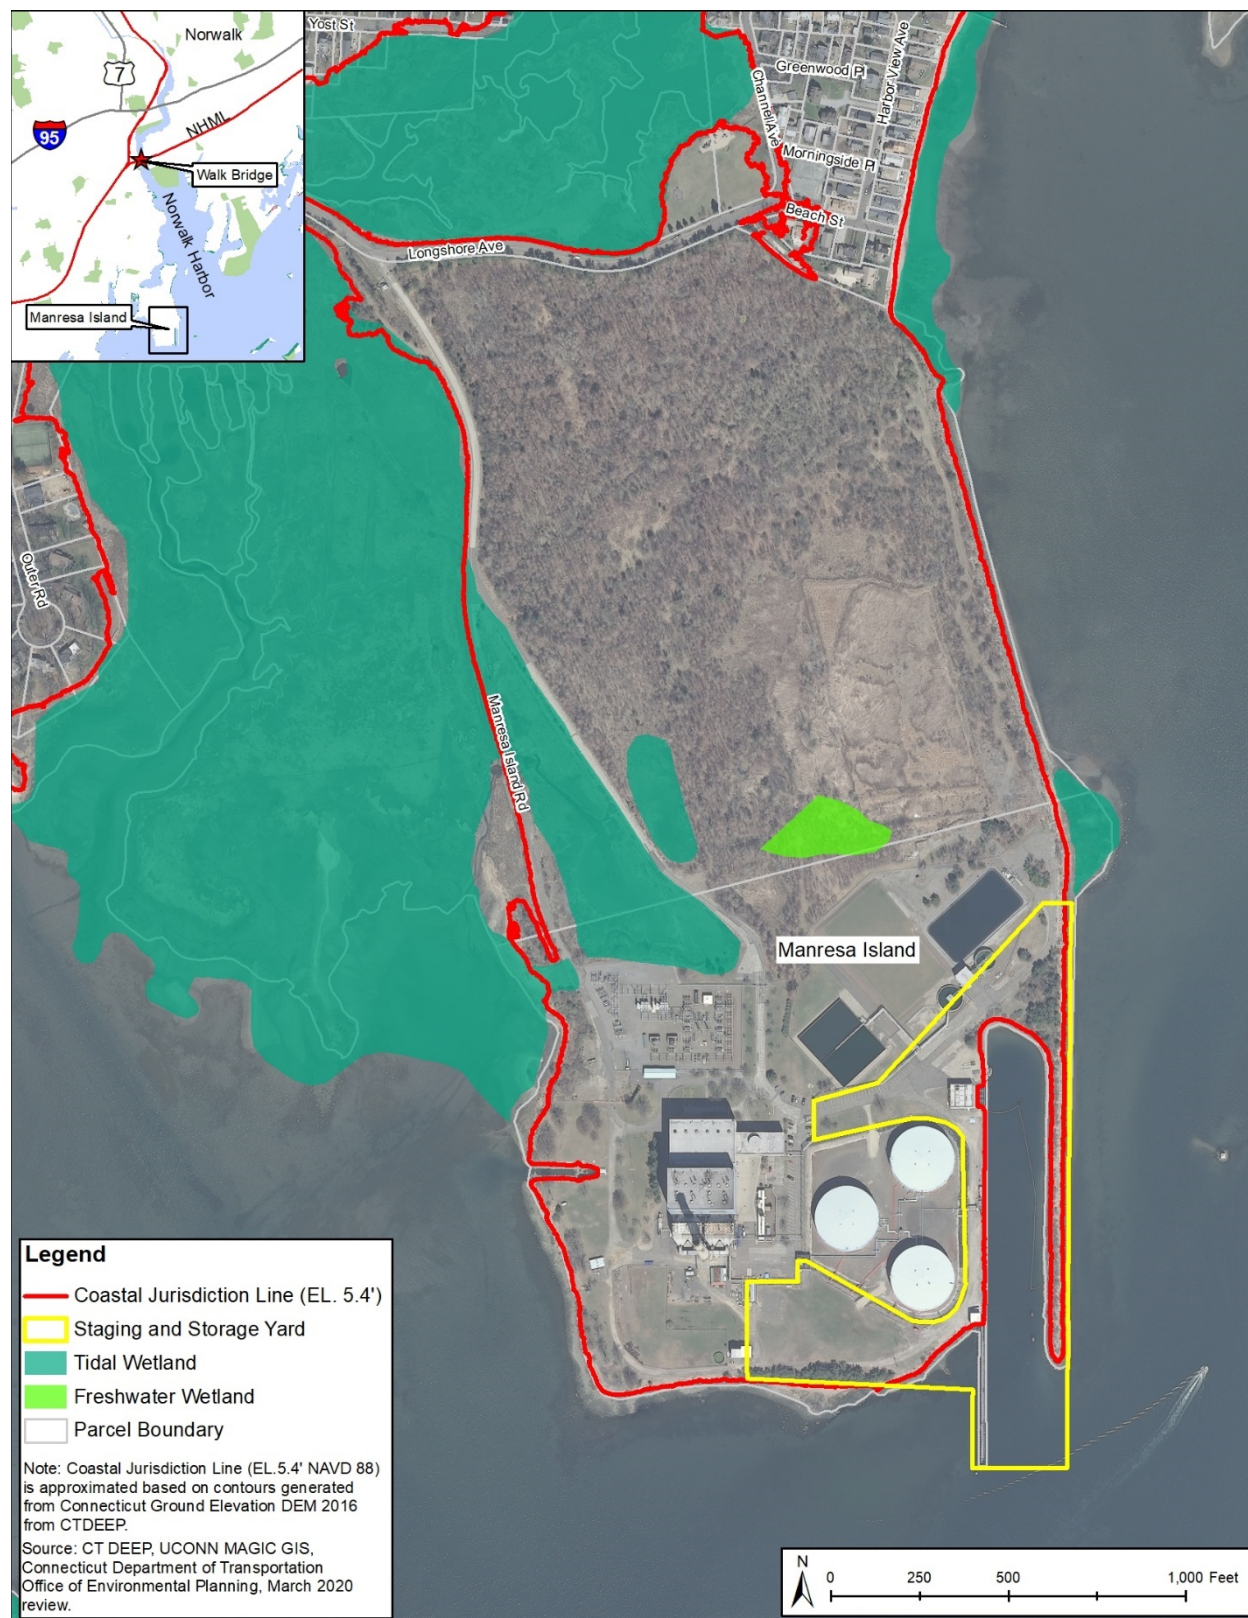 Norwalk
7
95
NHML
Walk Bridge
Norwalk Harbor
Manresa Island
Yost St
Greenwood Pl
Harbor View Ave
Channel Ave
Morningside Pl
Beach St
Longshore Ave
Outer Rd
Manresa Island Rd
Manresa Island
Legend
Coastal Jurisdiction Line (EL. 5.4')
Staging and Storage Yard
Tidal Wetland
Freshwater Wetland
Parcel Boundary
Note: Coastal Jurisdiction Line (EL.5.4' NAVD 88)
is approximated based on contours generated
from Connecticut Ground Elevation DEM 2016
from CTDEEP.
Source: CT DEEP, UCONN MAGIC GIS,
Connecticut Department of Transportation
Office of Environmental Planning, March 2020
review.
N
0 250 500 1,000 Feet